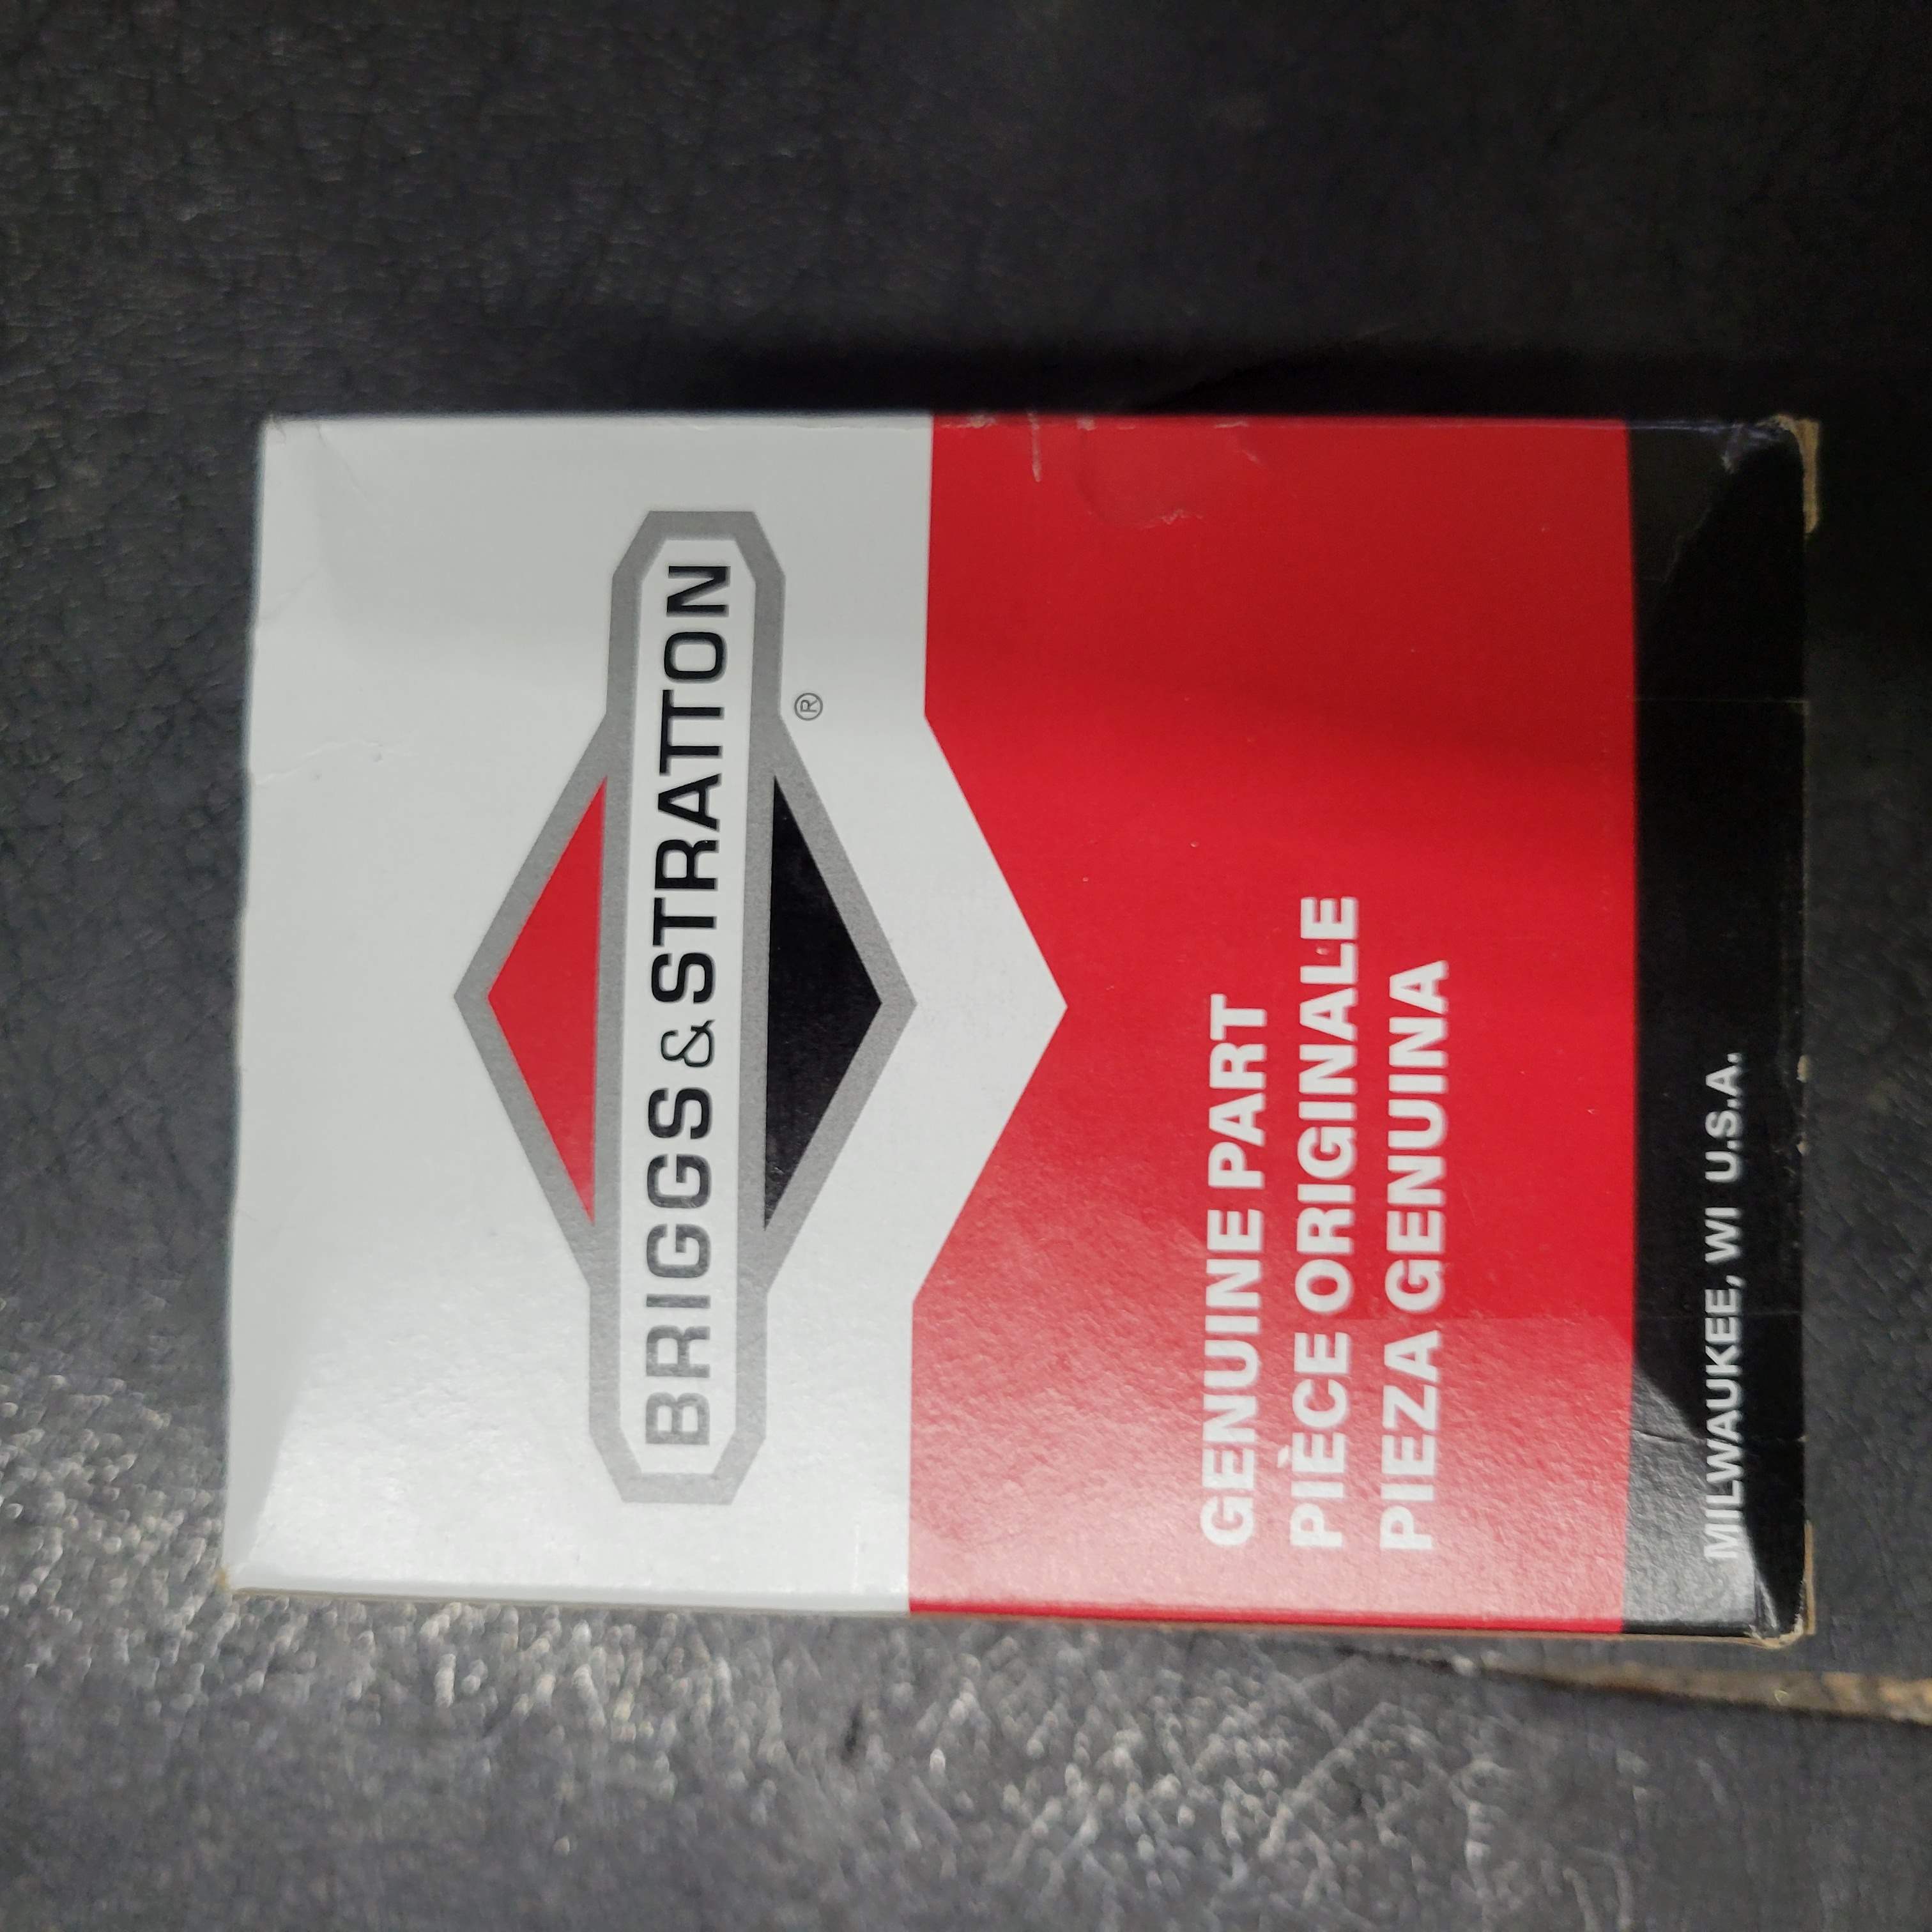 BRIGGS & STRATTON
®
GENUINE PART
PIÈCE ORIGINALE
PIEZA GENUINA
MILWAUKEE, WI U.S.A.